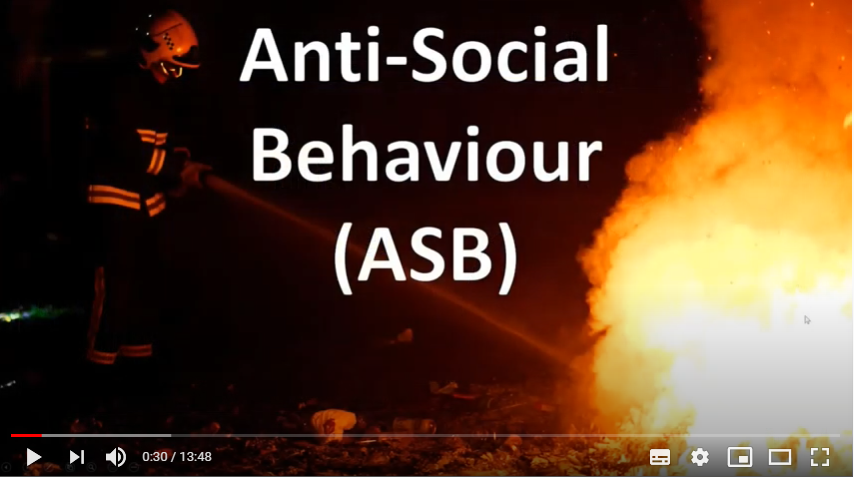 Anti-Social
Behaviour
(ASB)
0:30 / 13:48